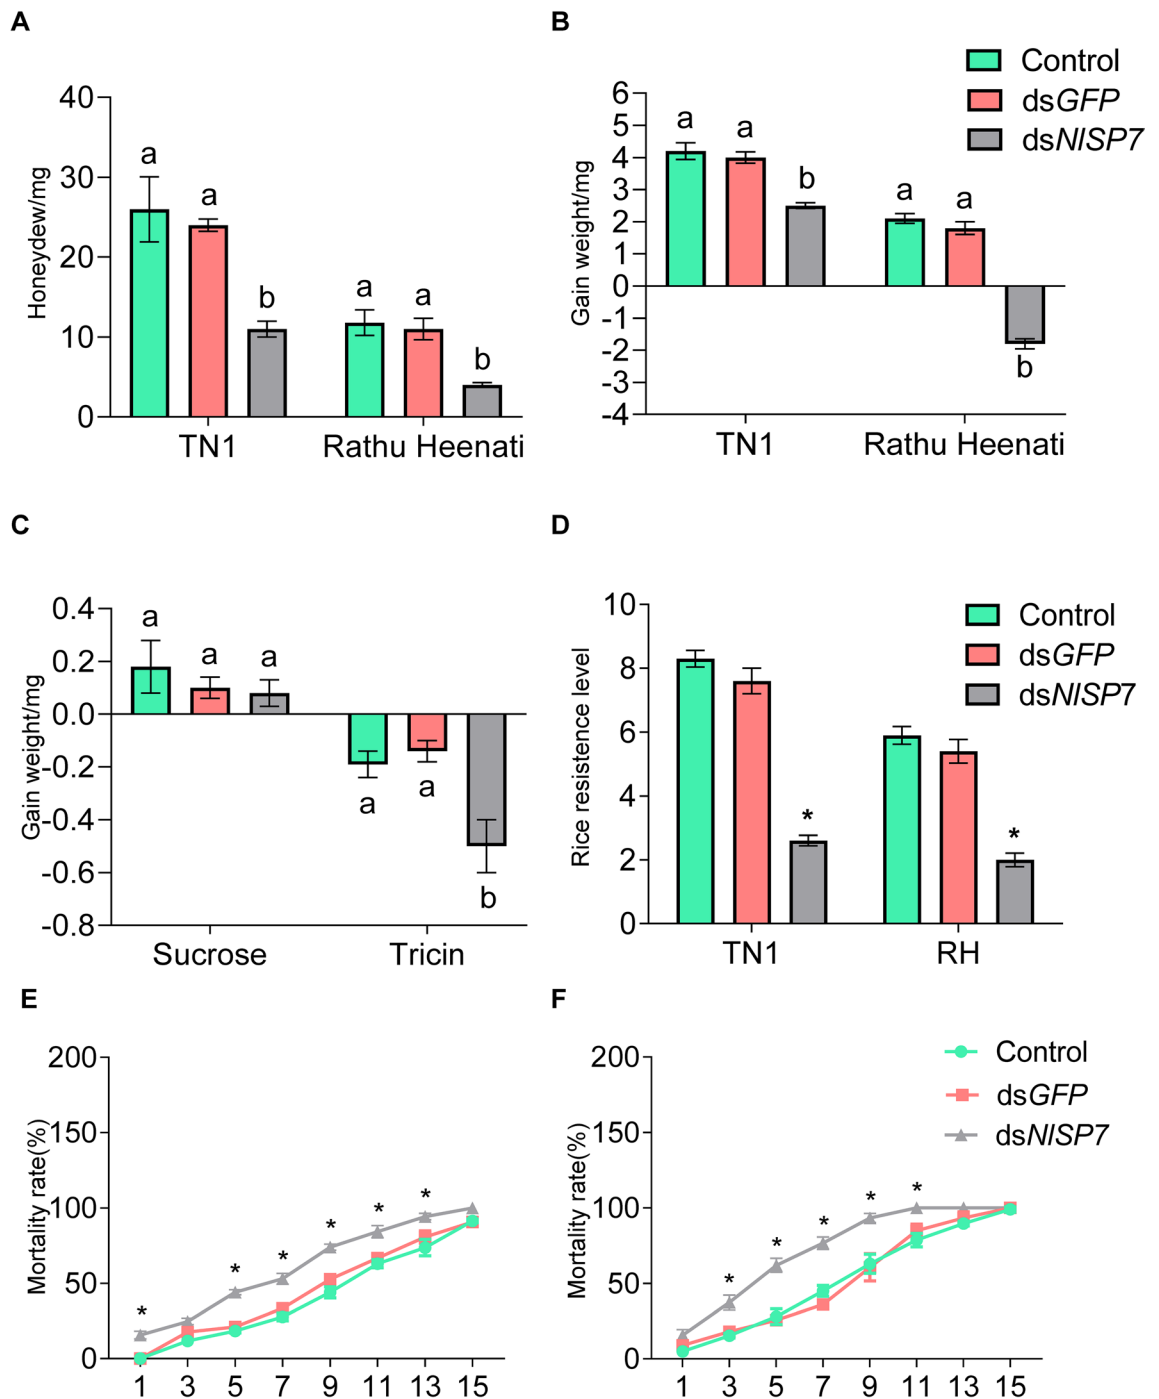 A
Honeydew/mg
40
30
20
10
0
a
a
b
a
a
b
TN1
Rathu Heenati
B
Control
dsGFP
dsNlSP7
Gain weight/mg
6
5
4
3
2
1
0
-1
-2
-3
-4
a
a
b
a
a
b
TN1
Rathu Heenati
C
Gain weight/mg
0.4
0.2
0.0
-0.2
-0.4
-0.6
-0.8
a
a
a
a
a
b
Sucrose
Tricin
D
Control
dsGFP
dsNlSP7
Rice resistence level
10
8
6
4
2
0
*
*
TN1
RH
E
Mortality rate(%)
200
150
100
50
0
*
*
*
*
*
*
1 3 5 7 9 11 13 15
F
Control
dsGFP
dsNlSP7
Mortality rate(%)
200
150
100
50
0
*
*
*
*
*
1 3 5 7 9 11 13 15